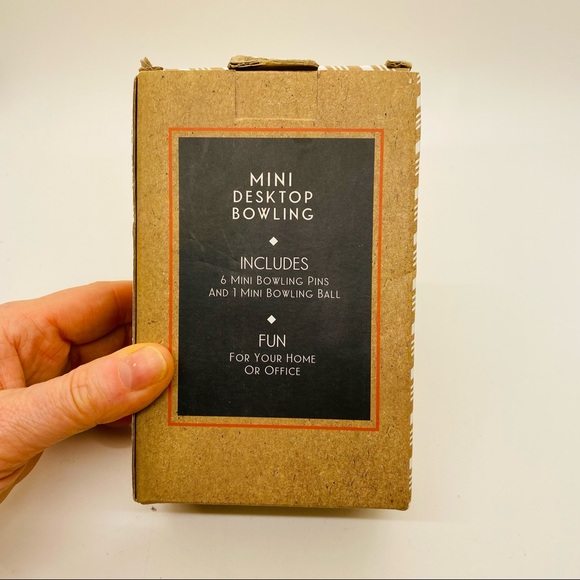 MINI
DESKTOP
BOWLING
INCLUDES
6 MINI BOWLING PINS
AND 1 MINI BOWLING BALL
FUN
FOR YOUR HOME
OR OFFICE